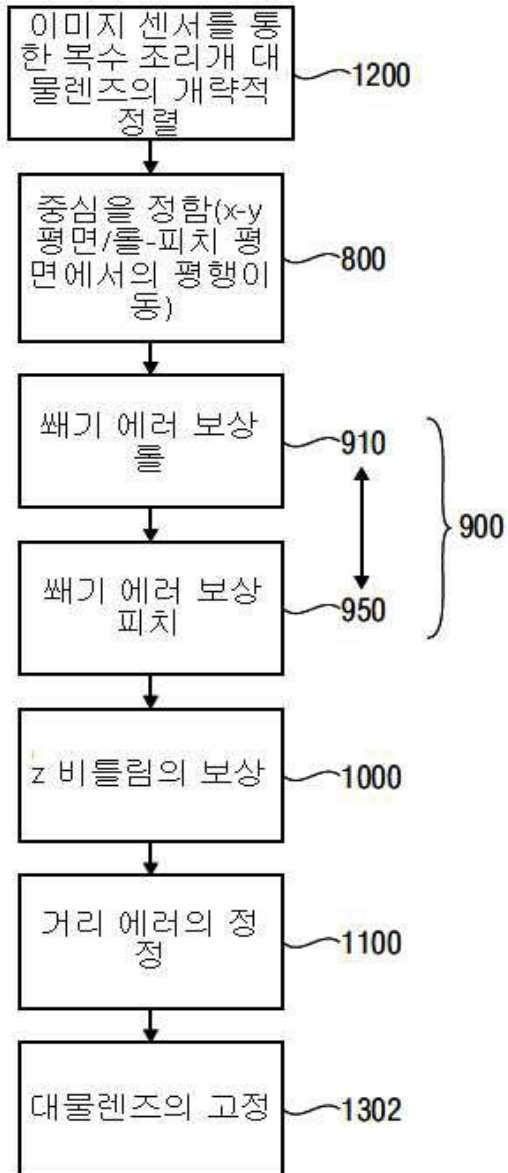 이미지 센서를 통
한 복수 조리개 대
물렌즈의 개략적
정렬
1200
중심을 정함(x-y
평면/롤-피치 평
면에서의 평행이
동)
800
쐐기 에러 보상
롤
910
900
쐐기 에러 보상
피치
950
z 비틀림의 보상
1000
거리 에러의 정
정
1100
대물렌즈의 고정
1302